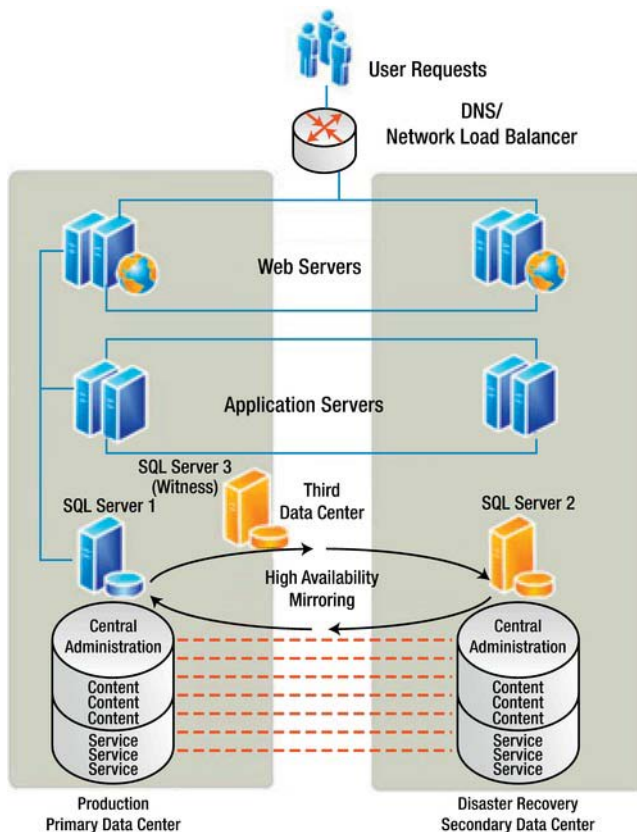 User Requests
DNS/
Network Load Balancer
Web Servers
Application Servers
SQL Server 3
(Witness)
Third
Data Center
SQL Server 1
SQL Server 2
High Availability
Mirroring
Central
Administration
Content
Content
Content
Service
Service
Service
Central
Administration
Content
Content
Content
Service
Service
Service
Production
Primary Data Center
Disaster Recovery
Secondary Data Center